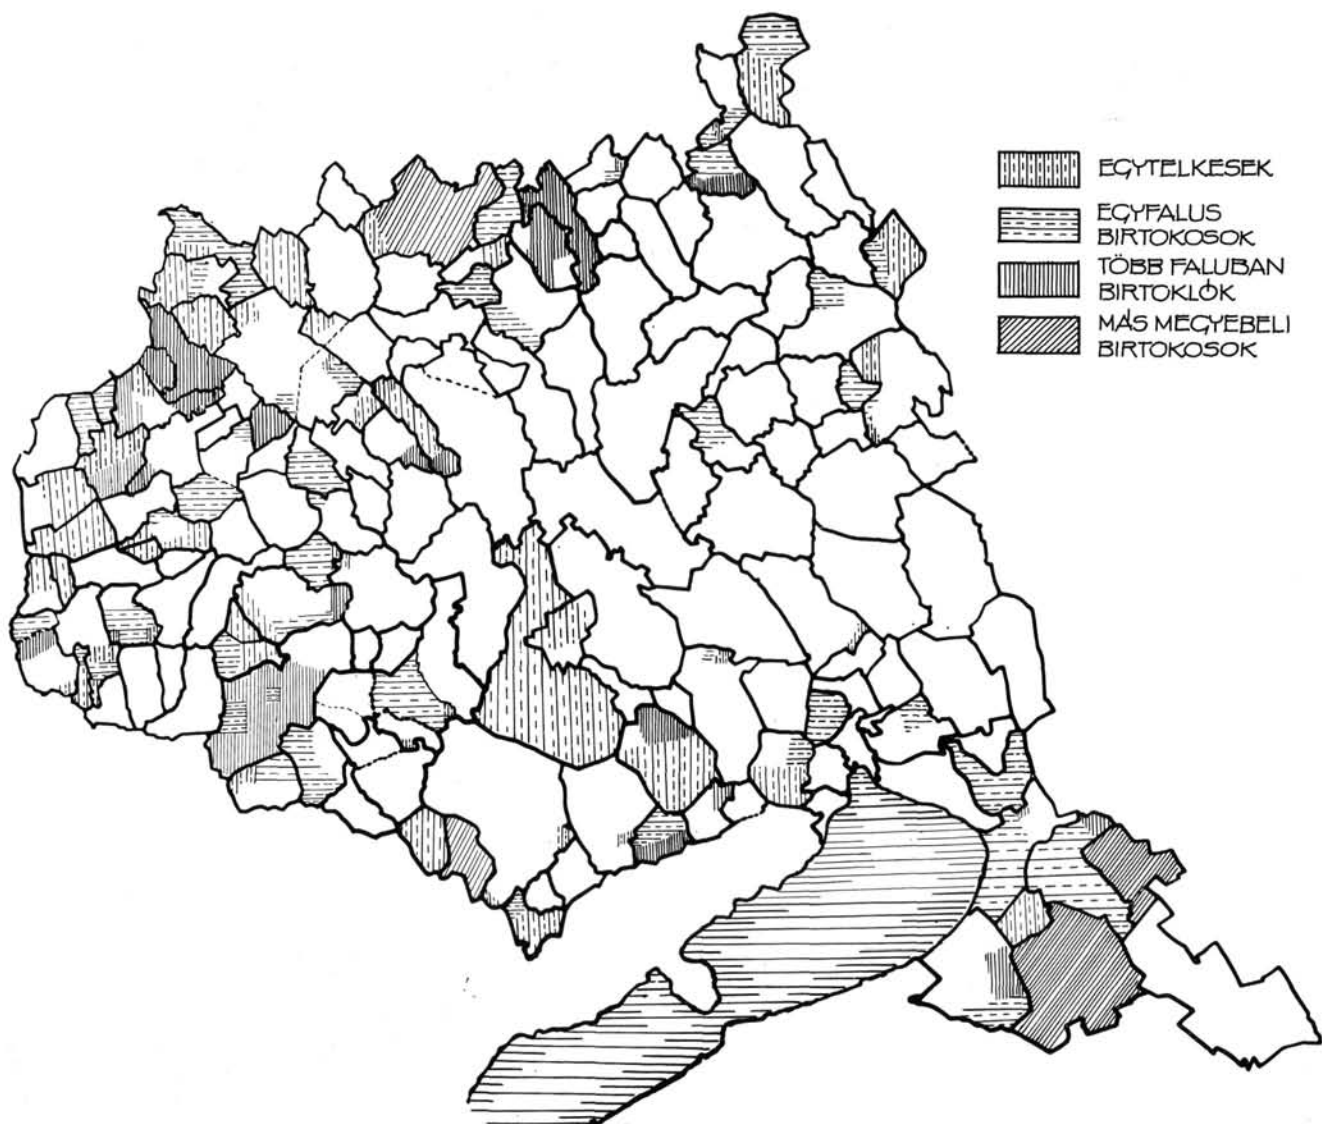 EGYTELKESEK
EGYFALUS
BIRTOKOSOK
TÖBB FALUBAN
BIRTOKLÓK
MÁS MEGYEBELI
BIRTOKOSOK